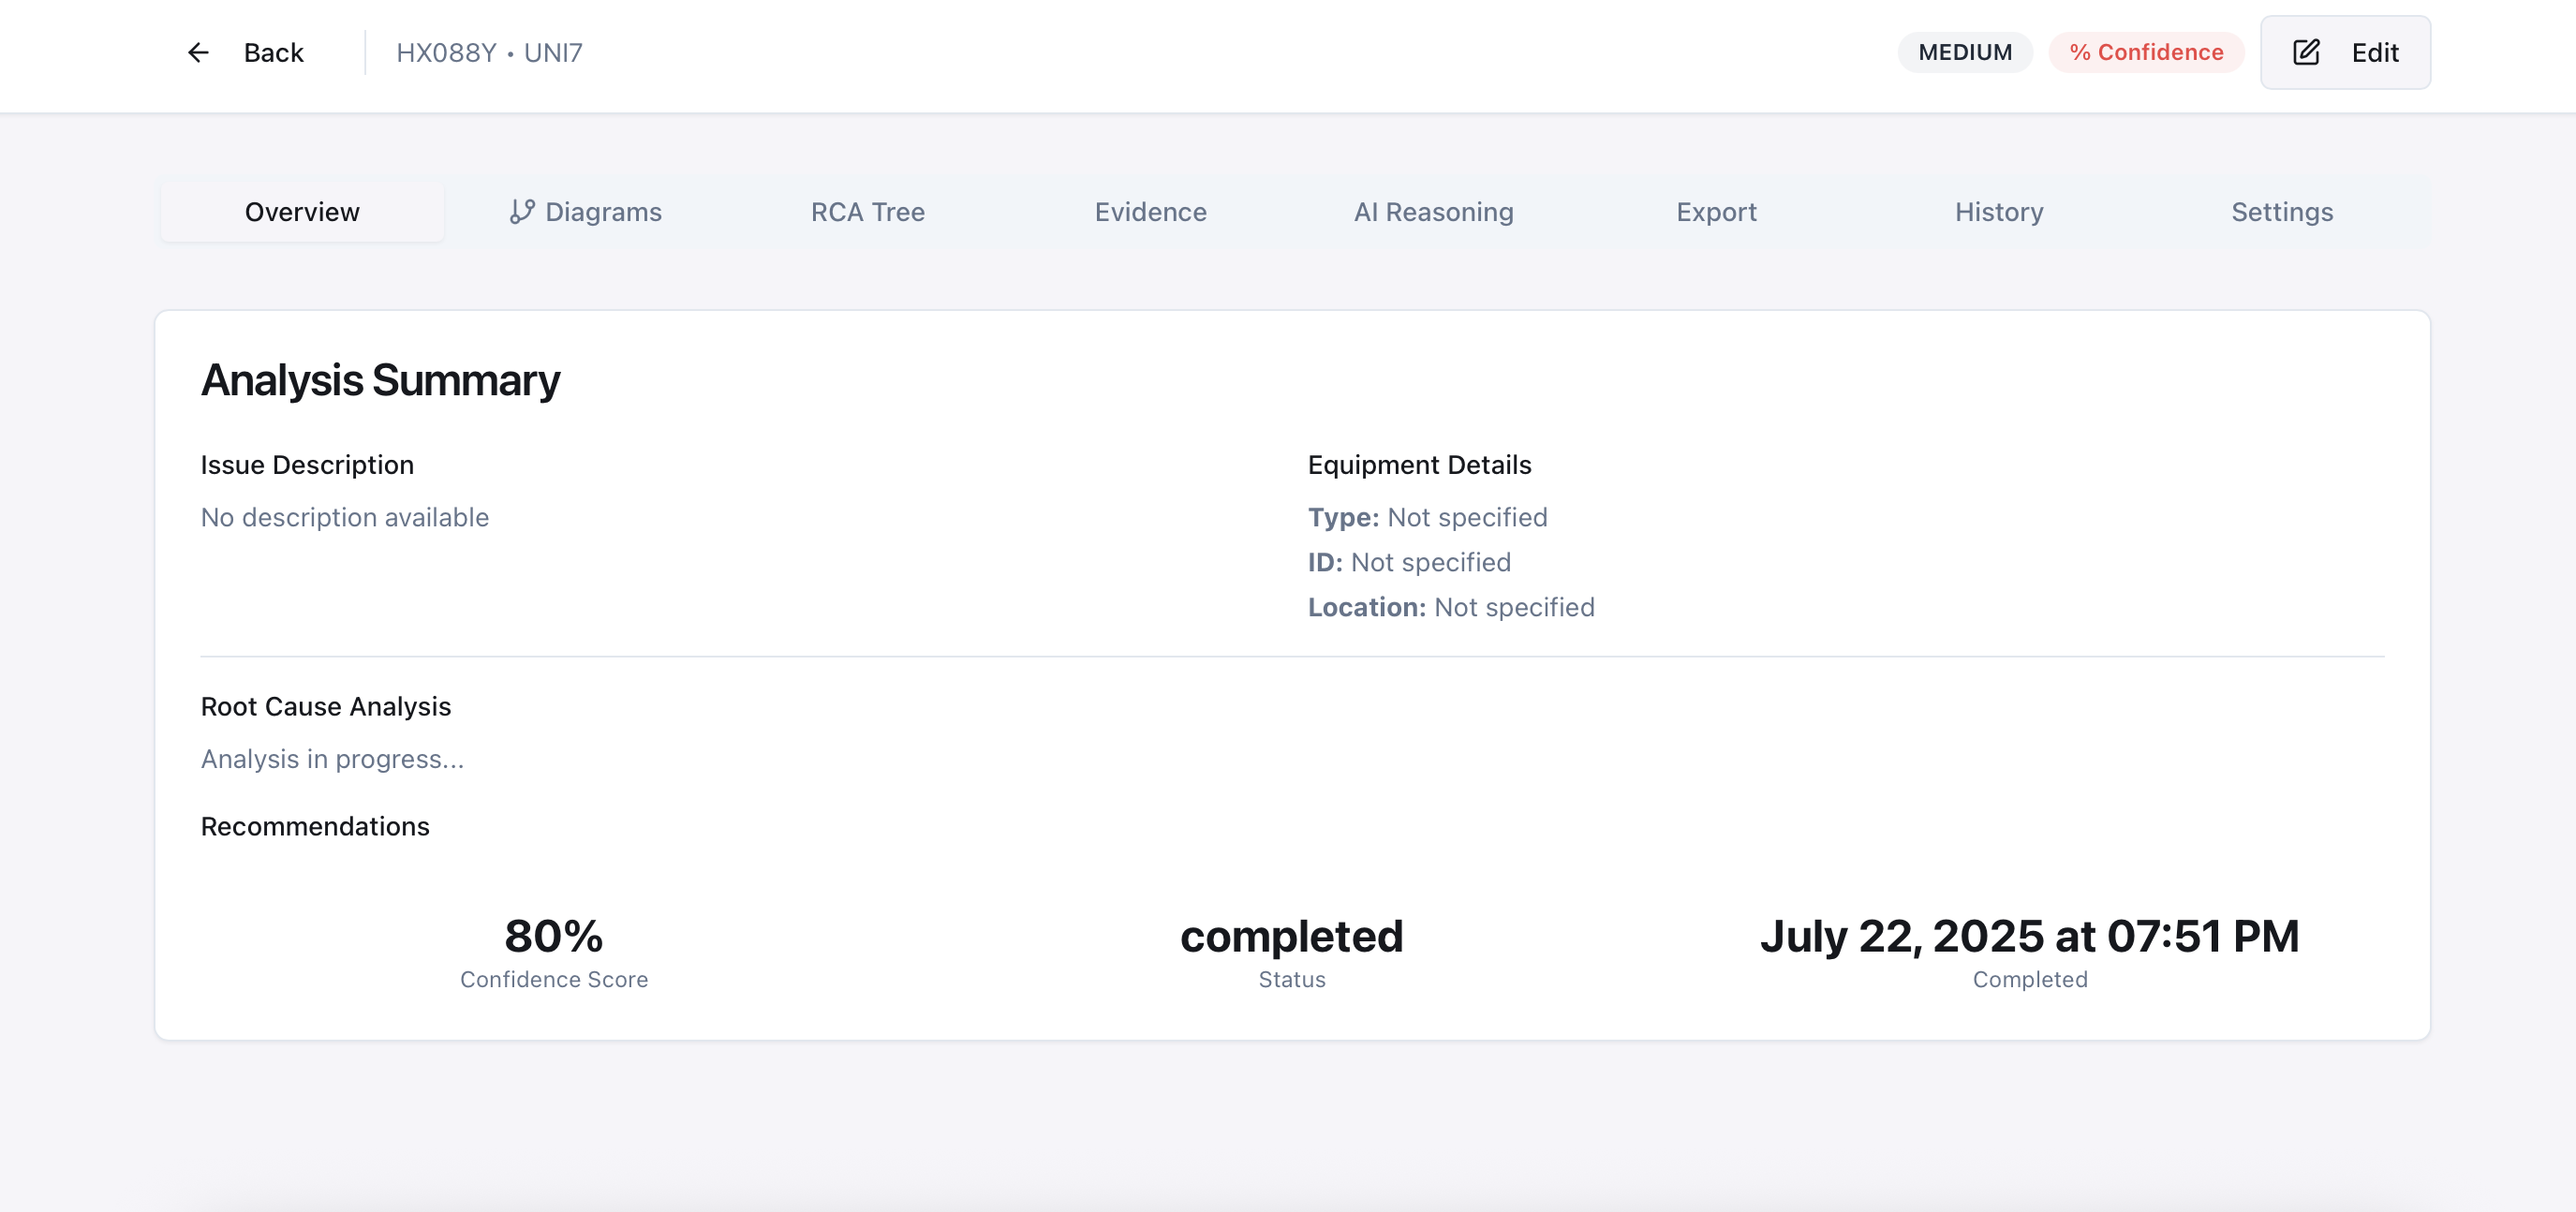 Back
HX088Y • UNI7
MEDIUM
% Confidence
Edit
Overview
Diagrams
RCA Tree
Evidence
AI Reasoning
Export
History
Settings
Analysis Summary
Issue Description
No description available
Equipment Details
Type: Not specified
ID: Not specified
Location: Not specified
Root Cause Analysis
Analysis in progress...
Recommendations
80%
Confidence Score
completed
Status
July 22, 2025 at 07:51 PM
Completed